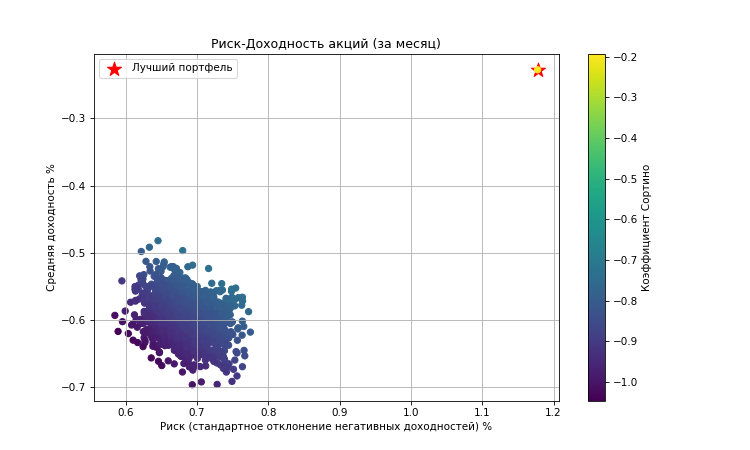 Риск-Доходность акций (за месяц)
Лучший портфель
−0.3
−0.4
−0.5
−0.6
−0.7
Средняя доходность %
0.6 0.7 0.8 0.9 1.0 1.1 1.2
Риск (стандартное отклонение негативных доходностей) %
−0.2
−0.3
−0.4
−0.5
−0.6
−0.7
−0.8
−0.9
−1.0
Коэффициент Сортино